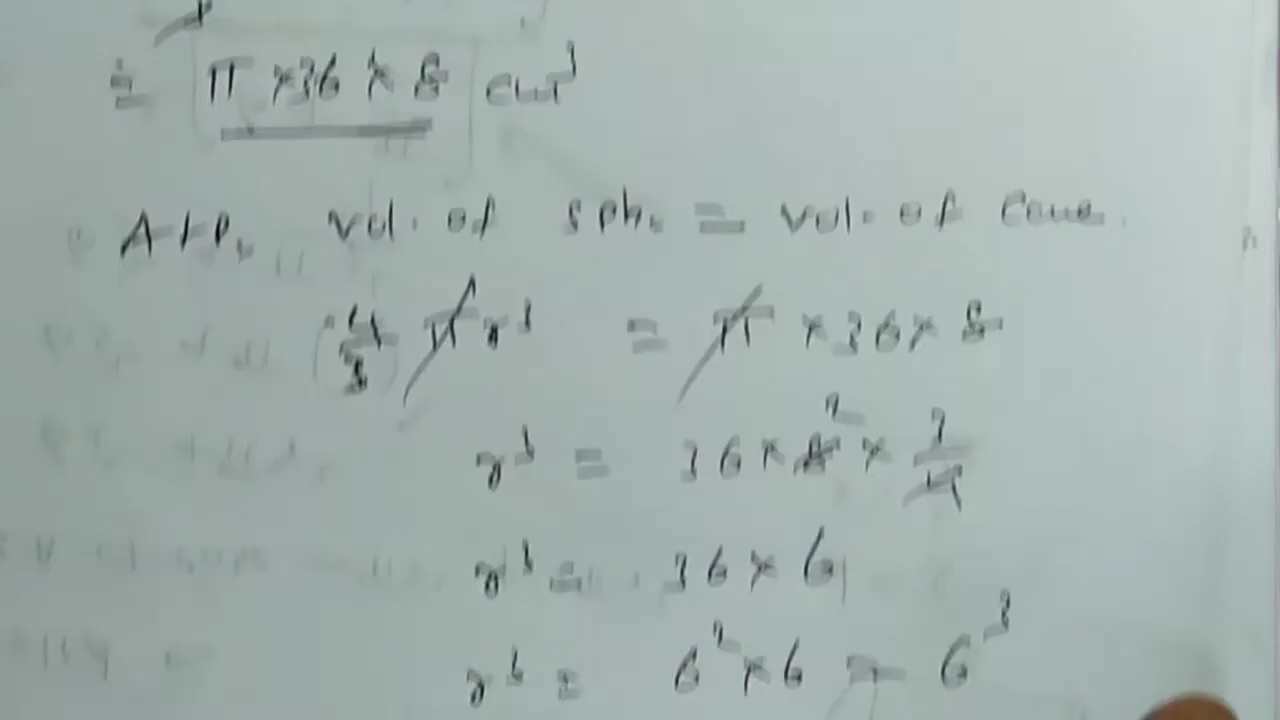 = π × 36 × 8 cm³
A.T.P, vol. of sph. = vol. of cone.
4/3 π r³ = π × 36 × 8
r³ = 36 × 8 2 × 3/4
r³ = 36 × 6
r³ = 6² × 6 = 6³